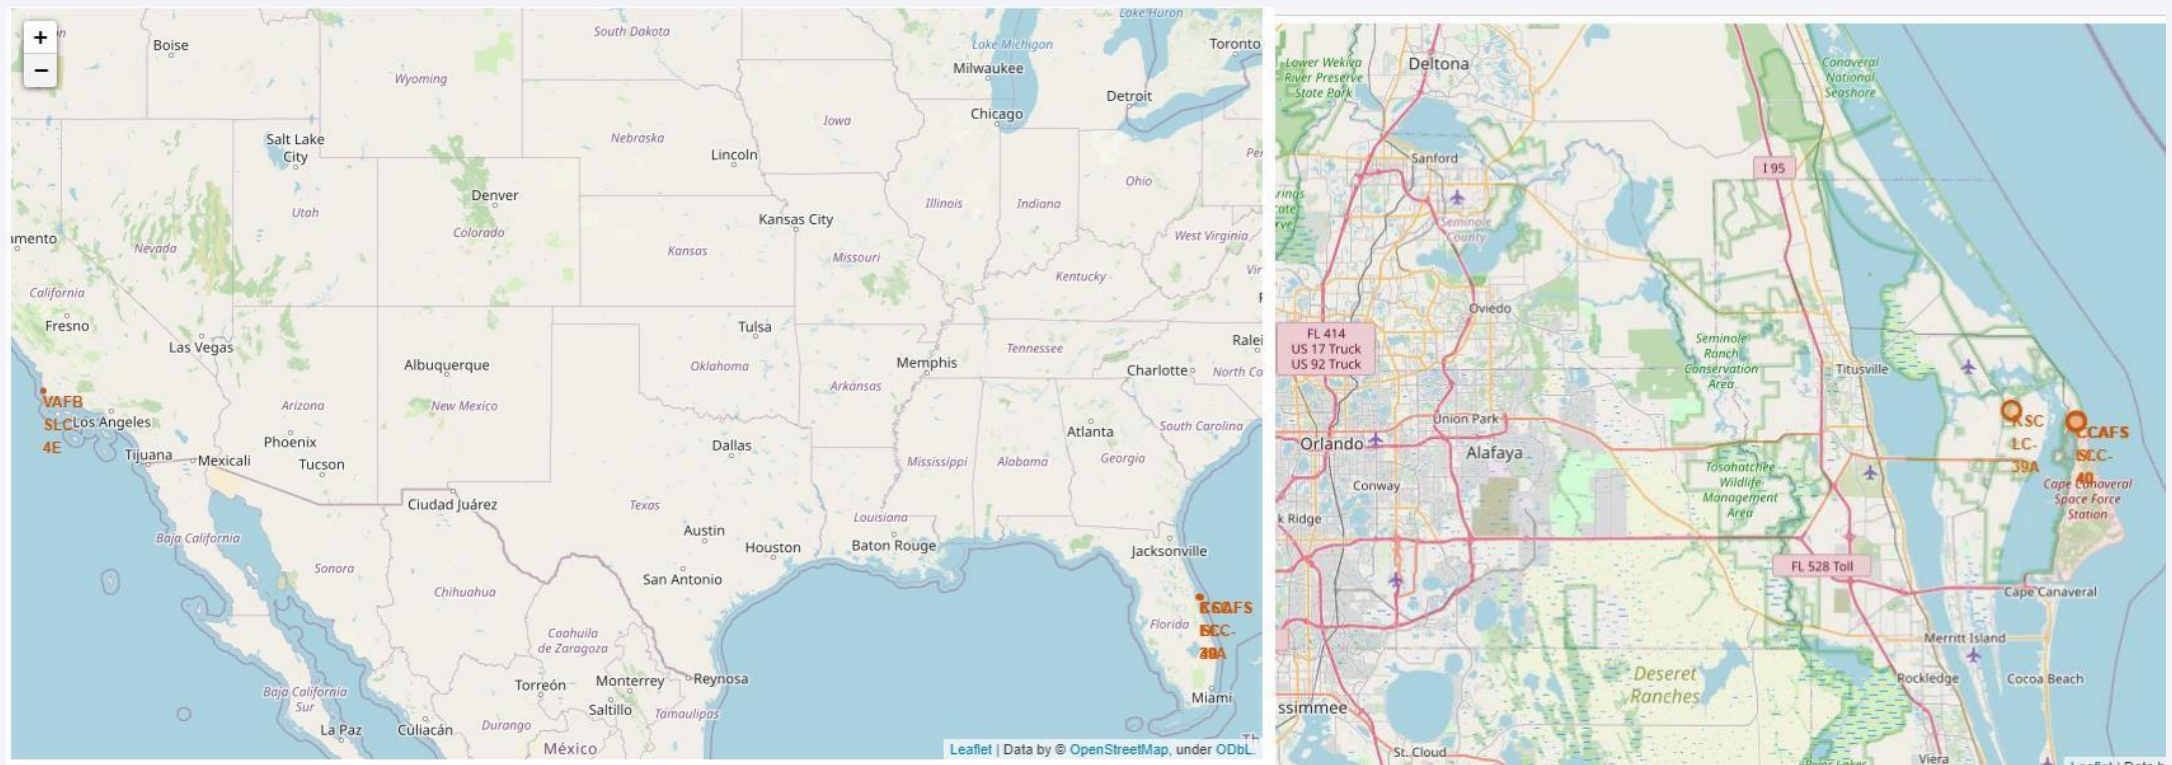 +
−
Boise
South Dakota
Lake Huron
Wyoming
Lake Michigan
Toronto
Milwaukee
Detroit
Chicago
Iowa
Salt Lake
City
Nebraska
Lincoln
Ohio
Denver
Utah
Illinois
Indiana
Kansas City
Colorado
West Virginia
Nevada
Kansas
Missouri
Kentucky
California
Fresno
Las Vegas
Tulsa
Tennessee
Memphis
Albuquerque
Oklahoma
Charlotte
Arkansas
VAFB
SLC-
4E
Los Angeles
Arizona
New Mexico
Phoenix
Tucson
Dallas
Atlanta
South Carolina
Georgia
Mississippi
Alabama
Tijuana
Mexicali
Ciudad Juárez
Texas
Louisiana
Baton Rouge
Austin
Houston
Jacksonville
Baja California
Sonora
Chihuahua
San Antonio
Florida
CCAFS
Coahuila
de Zaragoza
Baja California
Sur
Torreón
Monterrey
Reynosa
Saltillo
Tamaulipas
Miami
La Paz
Culiacán
Durango
México
Leaflet | Data by © OpenStreetMap, under ODbL.
Lower Wekiva
River Preserve
State Park
Deltona
Canaveral
National
Seashore
Sanford
I 95
Seminole
County
Oviedo
FL 414
US 17 Truck
US 92 Truck
Seminole
Ranch
Conservation
Area
Titusville
Union Park
Orlando
Alafaya
KSC
LC-
39A
CCAFS
SLC-
40
Cape Canaveral
Space Force
Station
Tosohatchee
Wildlife
Management
Area
Conway
k Ridge
FL 528 Toll
Cape Canaveral
Merritt Island
Deseret
Ranches
Rockledge
Cocoa Beach
ssimmee
St. Cloud
Viera